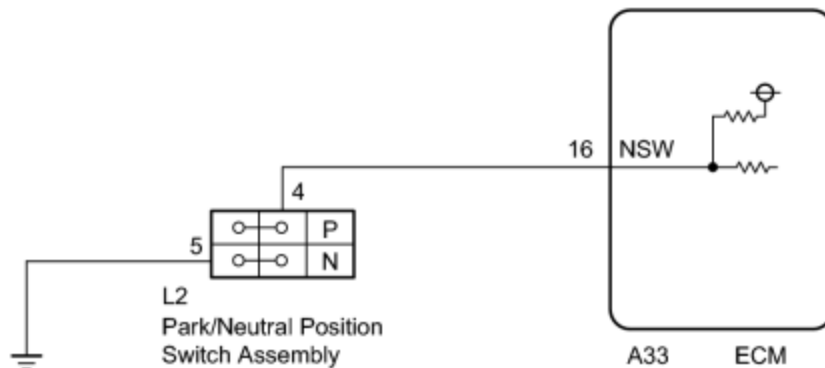 16 NSW
4
P
5
N
L2
Park/Neutral Position
Switch Assembly
A33 ECM